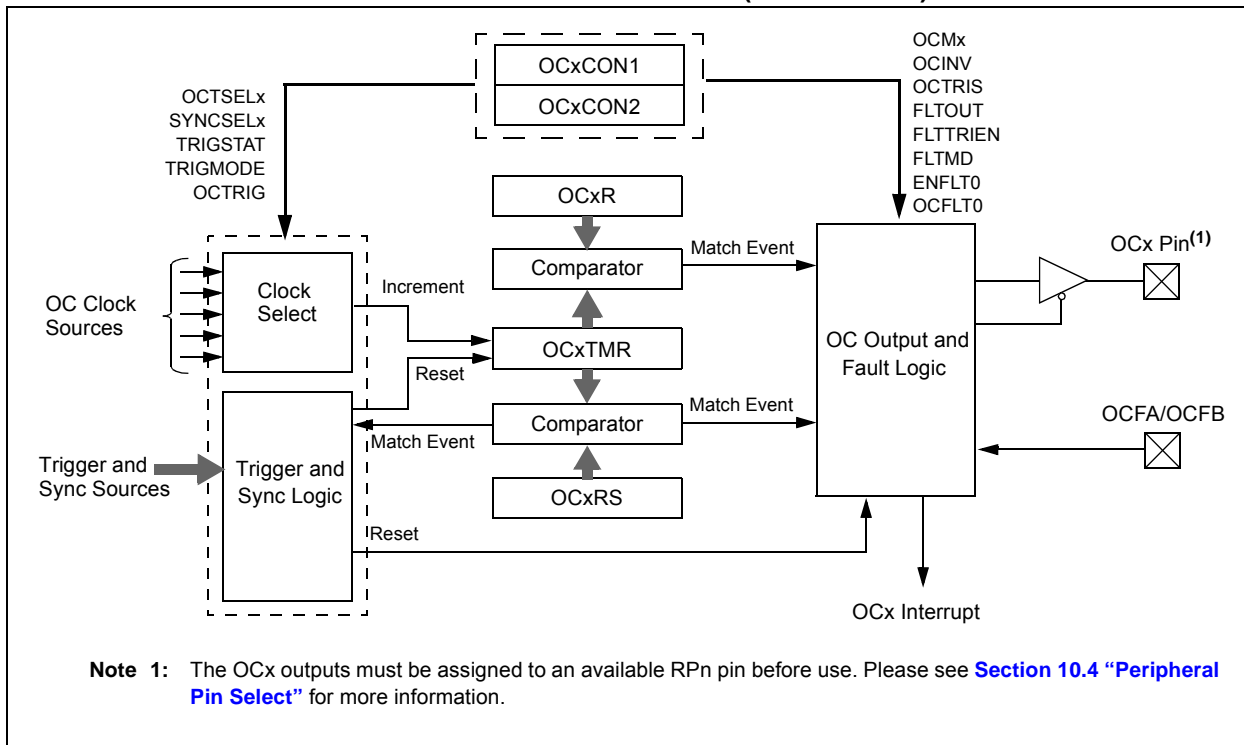 OCxCON1
OCxCON2
OCTSELx
SYNCSELx
TRIGSTAT
TRIGMODE
OCTRIG
OCMx
OCINV
OCTRIS
FLTOUT
FLTTRIEN
FLTMD
ENFLT0
OCFLT0
OCxR
Comparator
Match Event
OCx Pin(1)
OC Clock
Sources
Clock
Select
Increment
OCxTMR
Reset
OC Output and
Fault Logic
Match Event
Comparator
Match Event
OCFA/OCFB
Trigger and
Sync Sources
Trigger and
Sync Logic
OCxRS
Reset
OCx Interrupt
Note 1: The OCx outputs must be assigned to an available RPn pin before use. Please see Section 10.4 “Peripheral
Pin Select” for more information.